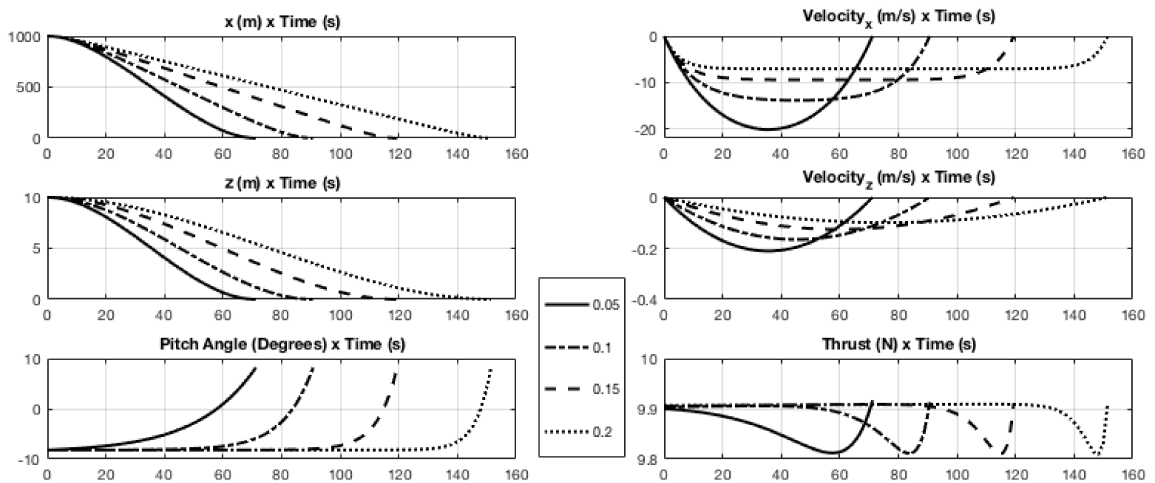 x (m) x Time (s)
1000
500
0
0 20 40 60 80 100 120 140 160
Velocityx (m/s) x Time (s)
0
-10
-20
0 20 40 60 80 100 120 140 160
z (m) x Time (s)
10
5
0
0 20 40 60 80 100 120 140 160
Velocityz (m/s) x Time (s)
0
-0.2
-0.4
0 20 40 60 80 100 120 140 160
Pitch Angle (Degrees) x Time (s)
10
0
-10
0 20 40 60 80 100 120 140 160
0.05
0.1
0.15
0.2
Thrust (N) x Time (s)
10
9.9
9.8
0 20 40 60 80 100 120 140 160